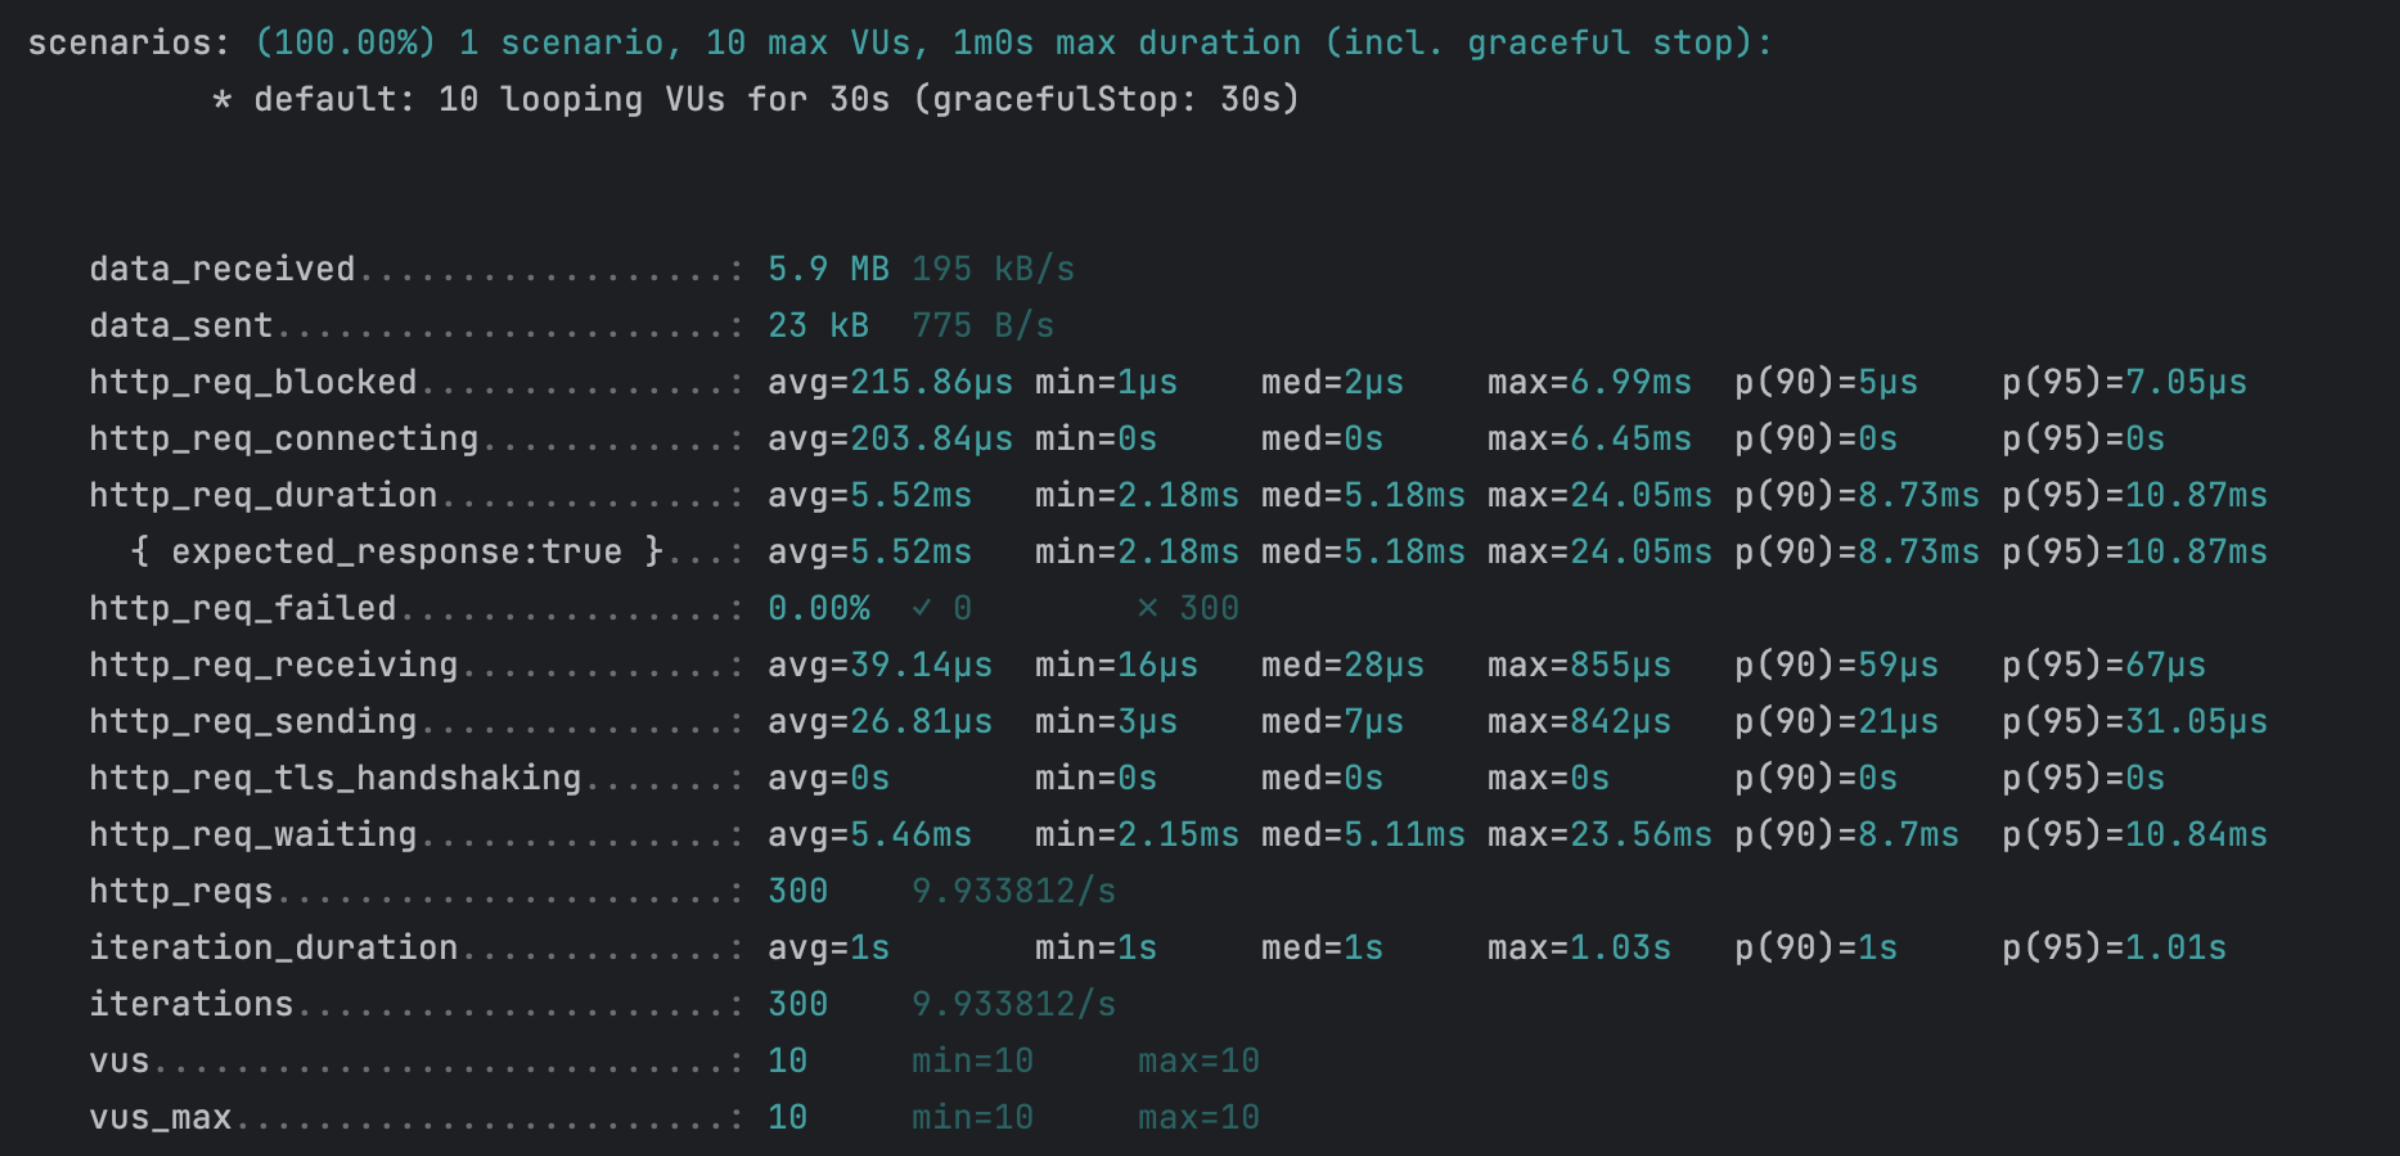 scenarios: (100.00%) 1 scenario, 10 max VUs, 1m0s max duration (incl. graceful stop):
* default: 10 looping VUs for 30s (gracefulStop: 30s)
data_received..................: 5.9 MB 195 kB/s
data_sent......................: 23 kB 775 B/s
http_req_blocked...............: avg=215.86µs min=1µs med=2µs max=6.99ms p(90)=5µs p(95)=7.05µs
http_req_connecting............: avg=203.84µs min=0s med=0s max=6.45ms p(90)=0s p(95)=0s
http_req_duration..............: avg=5.52ms min=2.18ms med=5.18ms max=24.05ms p(90)=8.73ms p(95)=10.87ms
{ expected_response:true }...: avg=5.52ms min=2.18ms med=5.18ms max=24.05ms p(90)=8.73ms p(95)=10.87ms
http_req_failed................: 0.00% ✓ 0 ✗ 300
http_req_receiving.............: avg=39.14µs min=16µs med=28µs max=855µs p(90)=59µs p(95)=67µs
http_req_sending...............: avg=26.81µs min=3µs med=7µs max=842µs p(90)=21µs p(95)=31.05µs
http_req_tls_handshaking.......: avg=0s min=0s med=0s max=0s p(90)=0s p(95)=0s
http_req_waiting...............: avg=5.46ms min=2.15ms med=5.11ms max=23.56ms p(90)=8.7ms p(95)=10.84ms
http_reqs......................: 300 9.933812/s
iteration_duration.............: avg=1s min=1s med=1s max=1.03s p(90)=1s p(95)=1.01s
iterations.....................: 300 9.933812/s
vus............................: 10 min=10 max=10
vus_max........................: 10 min=10 max=10